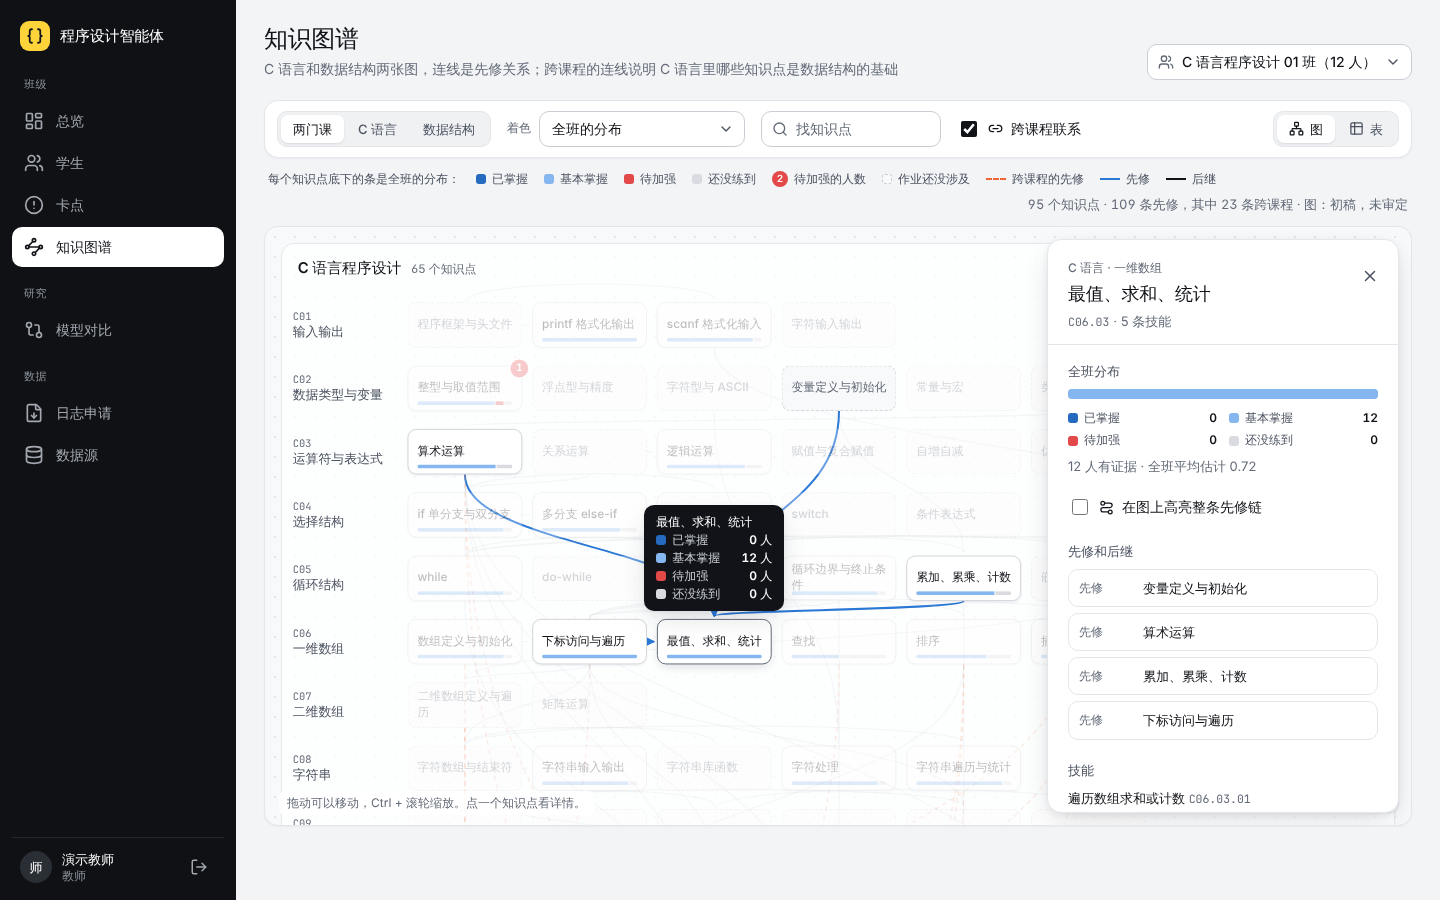 程序设计智能体
班级
总览
学生
卡点
知识图谱
研究
模型对比
数据
日志申请
数据源
师
演示教师
教师
知识图谱
C 语言和数据结构两张图，连线是先修关系；跨课程的连线说明 C 语言里哪些知识点是数据结构的基础
C 语言程序设计 01 班（12 人）
两门课 C 语言 数据结构 着色 全班的分布 找知识点 跨课程联系 图 表
每个知识点底下的条是全班的分布： 已掌握 基本掌握 待加强 还没练到 2 待加强的人数 作业还没涉及 跨课程的先修 先修 后继
95 个知识点 · 109 条先修，其中 23 条跨课程 · 图：初稿，未审定
C 语言程序设计 65 个知识点
C01
输入输出
程序框架与头文件 printf 格式化输出 scanf 格式化输入 字符输入输出
C02
数据类型与变量
整型与取值范围 1 浮点型与精度 字符型与 ASCII 变量定义与初始化 常量与宏
C03
运算符与表达式
算术运算 关系运算 逻辑运算 赋值与复合赋值 自增自减
C04
选择结构
if 单分支与双分支 多分支 else-if switch 条件表达式
最值、求和、统计
已掌握 0 人
基本掌握 12 人
待加强 0 人
还没练到 0 人
C05
循环结构
while do-while 循环边界与终止条
件
累加、累乘、计数
C06
一维数组
数组定义与初始化 下标访问与遍历 最值、求和、统计 查找 排序
C07
二维数组
二维数组定义与遍
历
矩阵运算
C08
字符串
字符数组与结束符 字符串输入输出 字符串库函数 字符处理 字符串遍历与统计
拖动可以移动，Ctrl + 滚轮缩放。点一个知识点看详情。
C09
C 语言 · 一维数组
最值、求和、统计
C06.03 · 5 条技能
全班分布
已掌握 0 基本掌握 12
待加强 0 还没练到 0
12 人有证据 · 全班平均估计 0.72
在图上高亮整条先修链
先修和后继
先修 变量定义与初始化
先修 算术运算
先修 累加、累乘、计数
先修 下标访问与遍历
技能
遍历数组求和或计数 C06.03.01